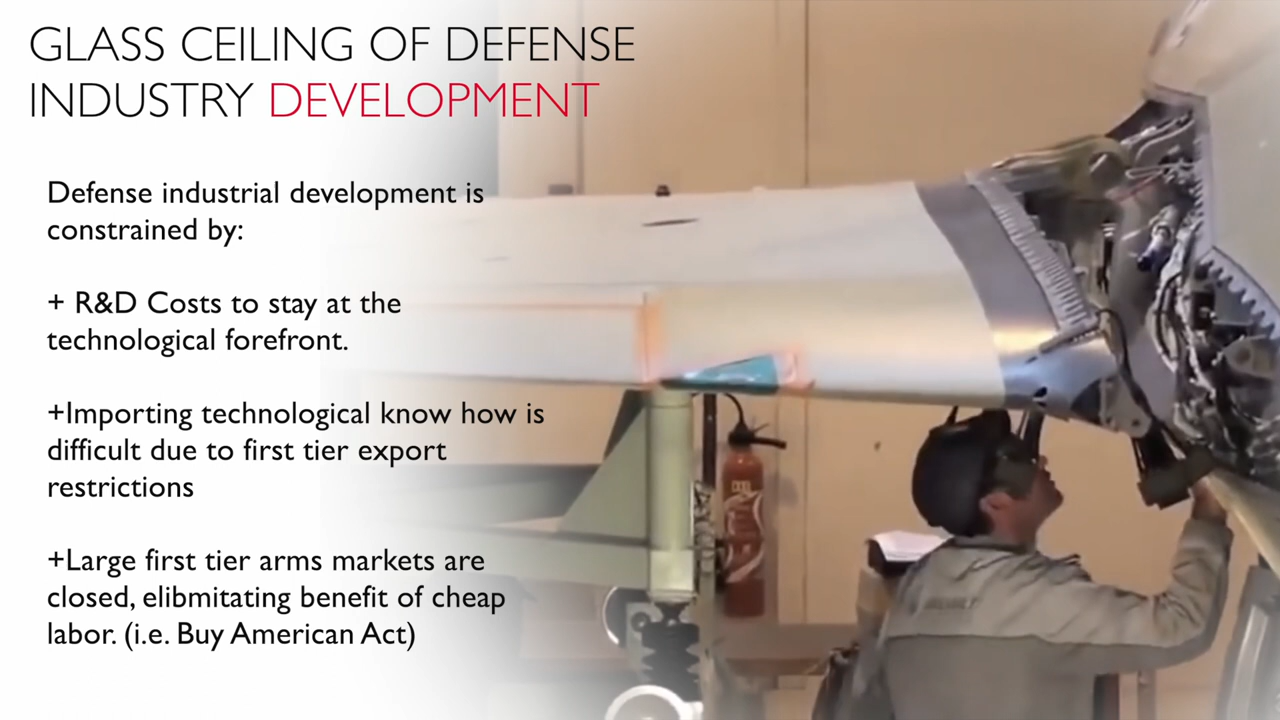 GLASS CEILING OF DEFENSE
INDUSTRY DEVELOPMENT
Defense industrial development is
constrained by:
+ R&D Costs to stay at the
technological forefront.
+Importing technological know how is
difficult due to first tier export
restrictions
+Large first tier arms markets are
closed, elibmitating benefit of cheap
labor. (i.e. Buy American Act)